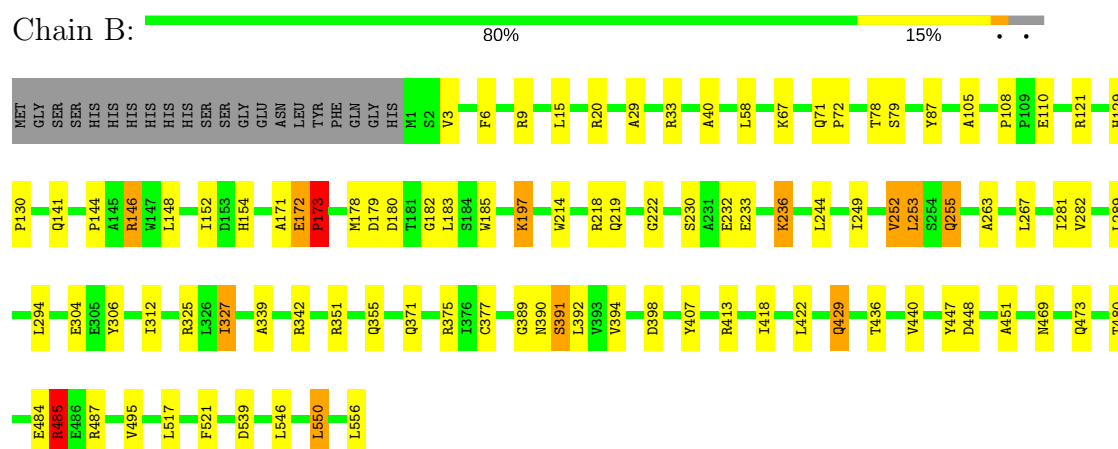 Chain B:
80% 15% • •
MET GLY SER SER HIS HIS HIS HIS HIS HIS SER SER GLY GLU ASN LEU TYR PHE GLN GLY HIS M1 S2 V3 F6 R9 L15 R20 A29 R33 A40 L58 K67 Q71 P72 T78 S79 Y87 A105 P108 P109 E110 R121 H129
P130 Q141 P144 A145 R146 W147 L148 I152 D153 H154 A171 E172 P173 M178 D179 D180 T181 G182 L183 S184 W185 K197 W214 R218 Q219 G222 S230 A231 E232 E233 K236 L244 I249 V252 L253 S254 Q255 A263 L267 I281 V282 L289
L294 E304 E305 Y306 I312 R325 L326 I327 A339 R342 R351 Q355 Q371 R375 I376 C377 G389 N390 S391 L392 V393 V394 D398 Y407 R413 I418 L422 Q429 T436 V440 Y447 D448 A451 N469 Q473 T480
E484 R485 E486 R487 V495 L517 F521 D539 L546 L550 L556